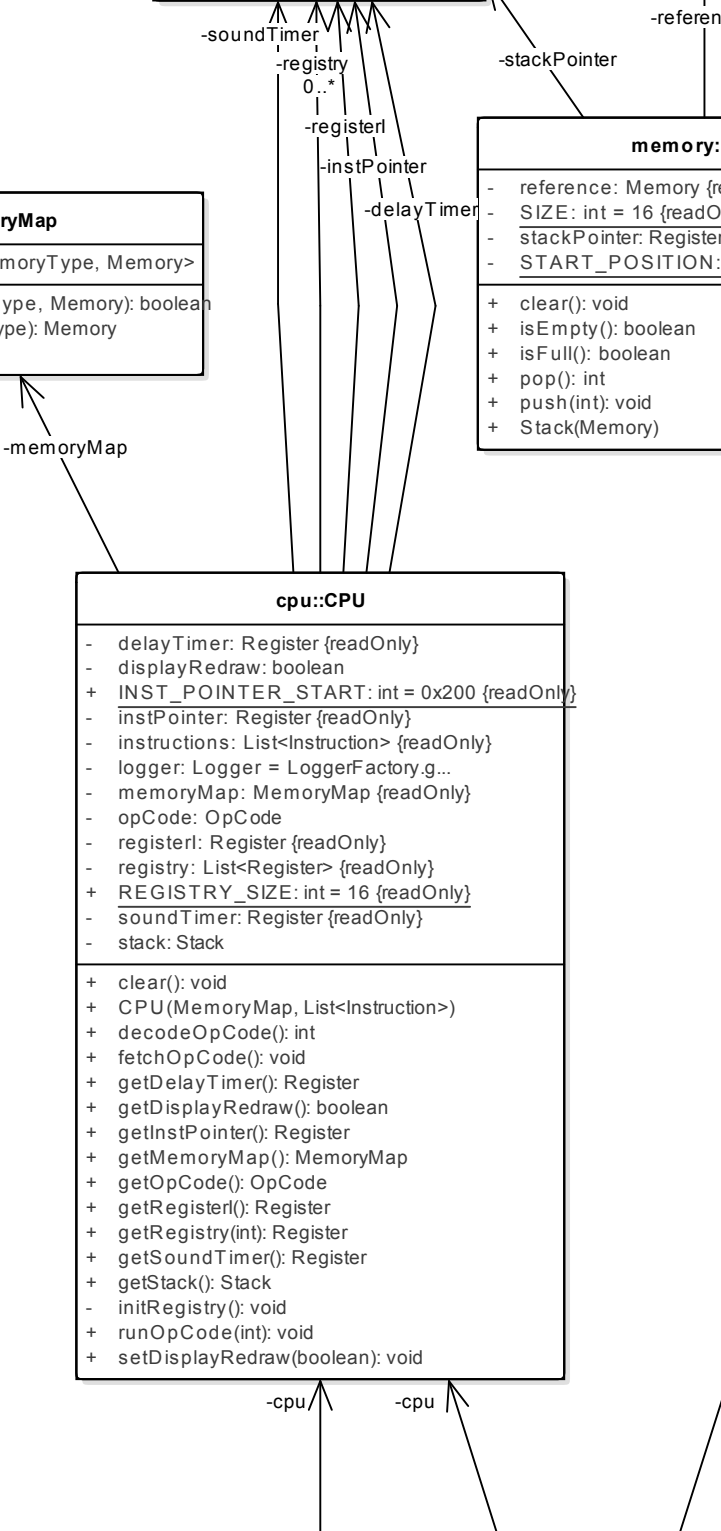 -soundTimer
-referen
-stackPointer
-registry
0..*
-registerI
-instPointer
-delayTimer
ryMap
moryType, Memory>
ype, Memory): boolean
ype): Memory
memory:
- reference: Memory {re
- SIZE: int = 16 {readO
- stackPointer: Register
- START_POSITION:
+ clear(): void
+ isEmpty(): boolean
+ isFull(): boolean
+ pop(): int
+ push(int): void
+ Stack(Memory)
-memoryMap
cpu::CPU
- delayTimer: Register {readOnly}
- displayRedraw: boolean
+ INST_POINTER_START: int = 0x200 {readOnly}
- instPointer: Register {readOnly}
- instructions: List<Instruction> {readOnly}
- logger: Logger = LoggerFactory.g...
- memoryMap: MemoryMap {readOnly}
- opCode: OpCode
- registerI: Register {readOnly}
- registry: List<Register> {readOnly}
+ REGISTRY_SIZE: int = 16 {readOnly}
- soundTimer: Register {readOnly}
- stack: Stack
+ clear(): void
+ CPU(MemoryMap, List<Instruction>)
+ decodeOpCode(): int
+ fetchOpCode(): void
+ getDelayTimer(): Register
+ getDisplayRedraw(): boolean
+ getInstPointer(): Register
+ getMemoryMap(): MemoryMap
+ getOpCode(): OpCode
+ getRegisterI(): Register
+ getRegistry(int): Register
+ getSoundTimer(): Register
+ getStack(): Stack
- initRegistry(): void
+ runOpCode(int): void
+ setDisplayRedraw(boolean): void
-cpu
-cpu